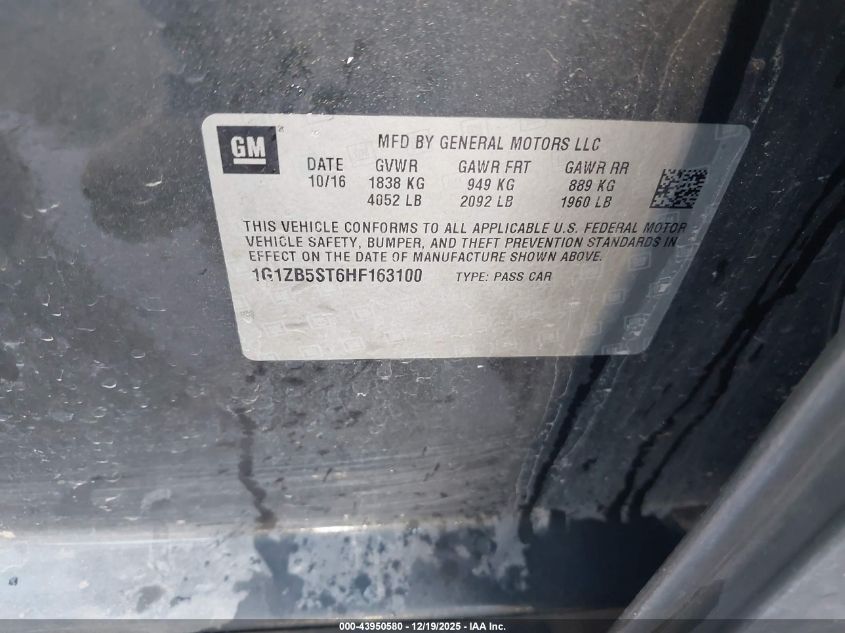 GM
MFD BY GENERAL MOTORS LLC
DATE GVWR GAWR FRT GAWR RR
10/16 1838 KG 949 KG 889 KG
4052 LB 2092 LB 1960 LB
THIS VEHICLE CONFORMS TO ALL APPLICABLE U.S. FEDERAL MOTOR
VEHICLE SAFETY, BUMPER, AND THEFT PREVENTION STANDARDS IN
EFFECT ON THE DATE OF MANUFACTURE SHOWN ABOVE.
1G1ZB5ST6HF163100 TYPE: PASS CAR
000-43950580 - 12/19/2025 - IAA Inc.